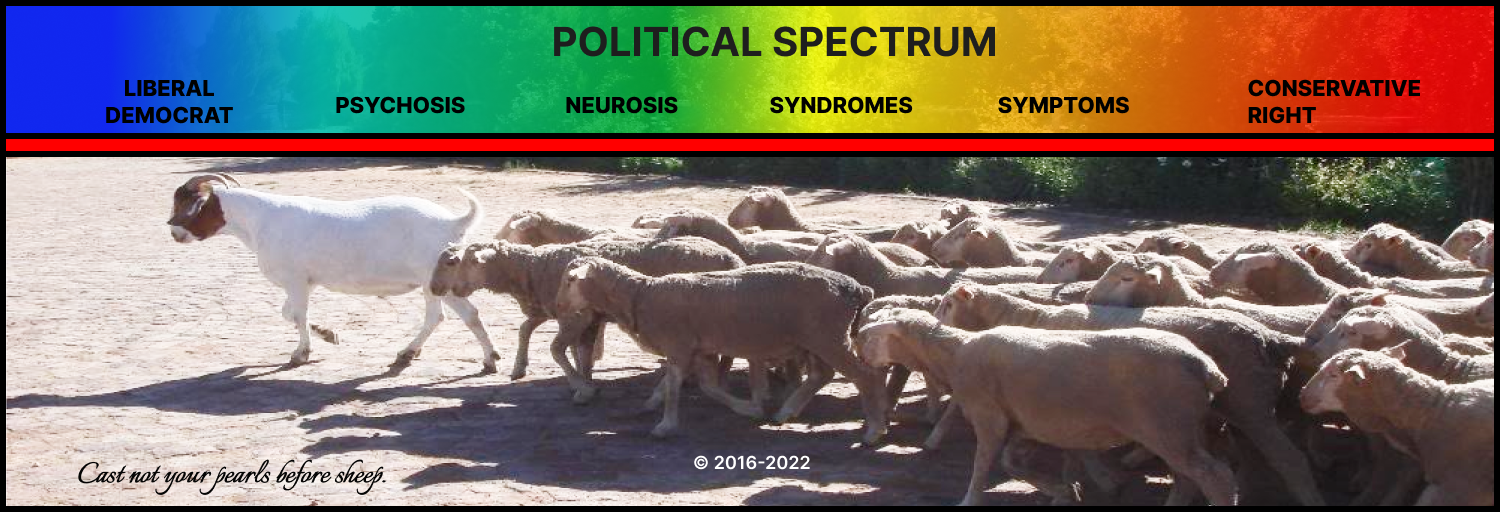 POLITICAL SPECTRUM
LIBERAL
DEMOCRAT
PSYCHOSIS
NEUROSIS
SYNDROMES
SYMPTOMS
CONSERVATIVE
RIGHT
Cast not your pearls before sheep.
© 2016-2022